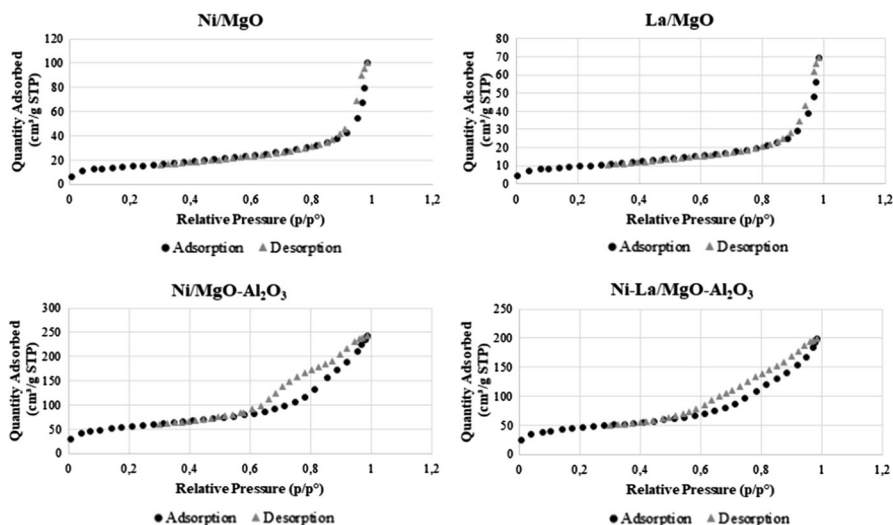 Ni/MgO
Quantity Adsorbed
(cm³/g STP)
120
100
80
60
40
20
0
0 0,2 0,4 0,6 0,8 1 1,2
Relative Pressure (p/p°)
●Adsorption ▲Desorption
La/MgO
Quantity Adsorbed
(cm³/g STP)
80
70
60
50
40
30
20
10
0
0 0,2 0,4 0,6 0,8 1 1,2
Relative Pressure (p/p°)
●Adsorption ▲Desorption
Ni/MgO-Al₂O₃
Quantity Adsorbed
(cm³/g STP)
300
250
200
150
100
50
0
0 0,2 0,4 0,6 0,8 1 1,2
Relative Pressure (p/p°)
●Adsorption ▲Desorption
Ni-La/MgO-Al₂O₃
Quantity Adsorbed
(cm³/g STP)
250
200
150
100
50
0
0 0,2 0,4 0,6 0,8 1 1,2
Relative Pressure (p/p°)
●Adsorption ▲Desorption